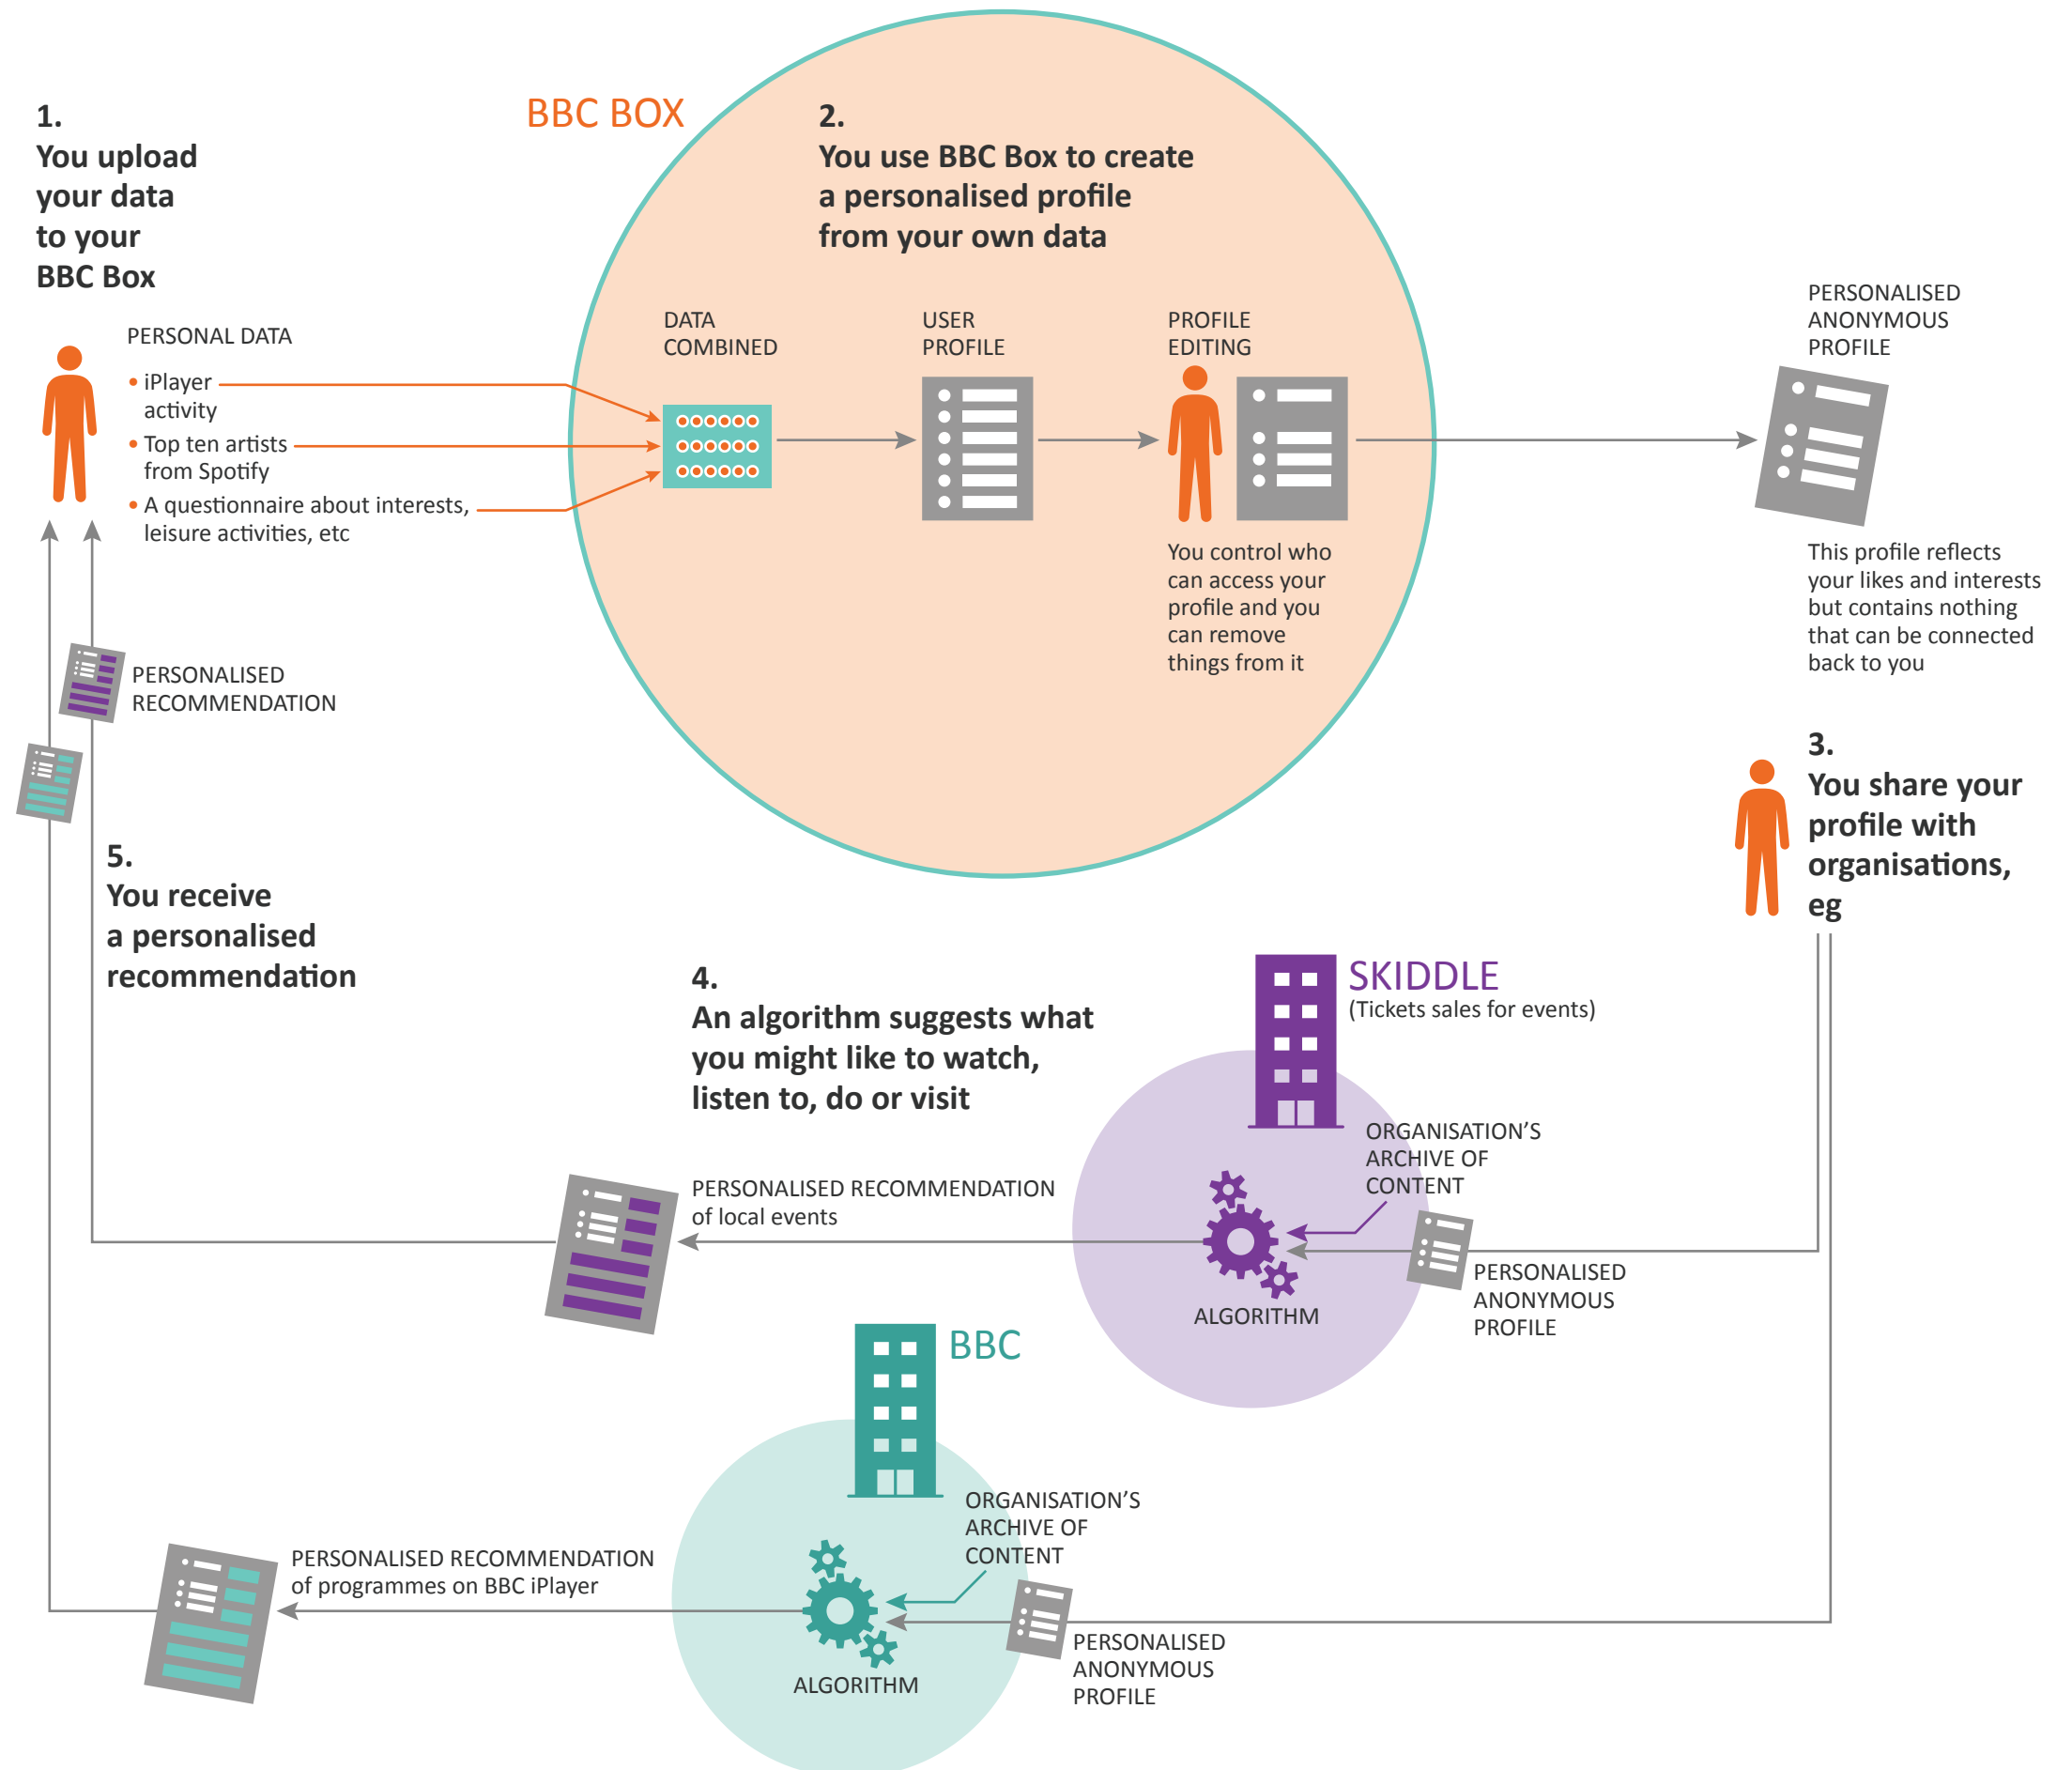 1.
You upload
your data
to your
BBC Box
PERSONAL DATA
• iPlayer
activity
• Top ten artists
from Spotify
• A questionnaire about interests,
leisure activities, etc
BBC BOX
2.
You use BBC Box to create
a personalised profile
from your own data
DATA
COMBINED
USER
PROFILE
PROFILE
EDITING
You control who
can access your
profile and you
can remove
things from it
PERSONALISED
ANONYMOUS
PROFILE
This profile reflects
your likes and interests
but contains nothing
that can be connected
back to you
3.
You share your
profile with
organisations,
eg
SKIDDLE
(Tickets sales for events)
ORGANISATION'S
ARCHIVE OF
CONTENT
PERSONALISED
ANONYMOUS
PROFILE
ALGORITHM
4.
An algorithm suggests what
you might like to watch,
listen to, do or visit
PERSONALISED RECOMMENDATION
of local events
BBC
ORGANISATION'S
ARCHIVE OF
CONTENT
PERSONALISED
ANONYMOUS
PROFILE
ALGORITHM
PERSONALISED RECOMMENDATION
of programmes on BBC iPlayer
5.
You receive
a personalised
recommendation
PERSONALISED
RECOMMENDATION